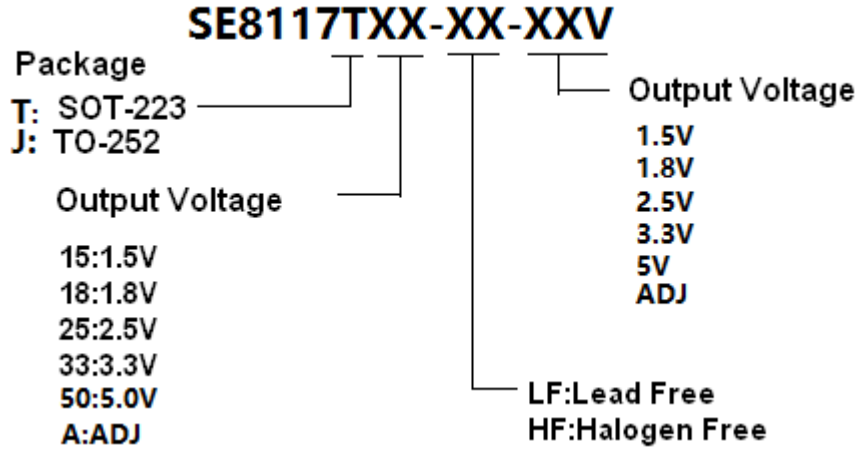 SE8117TXX-XX-XXV
Package
T: SOT-223
J: TO-252
Output Voltage
15:1.5V
18:1.8V
25:2.5V
33:3.3V
50:5.0V
A:ADJ
Output Voltage
1.5V
1.8V
2.5V
3.3V
5V
ADJ
LF:Lead Free
HF:Halogen Free